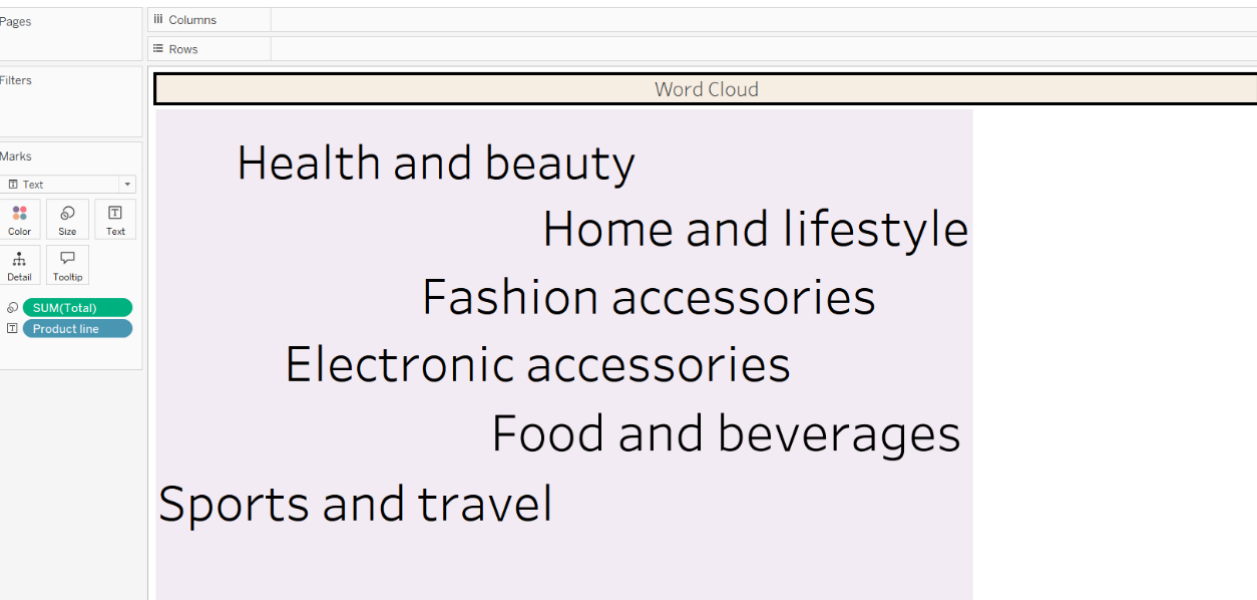 Pages
Columns
Rows
Filters
Word Cloud
Marks
Text
Color Size Text
Detail Tooltip
SUM(Total)
Product line
Health and beauty
Home and lifestyle
Fashion accessories
Electronic accessories
Food and beverages
Sports and travel